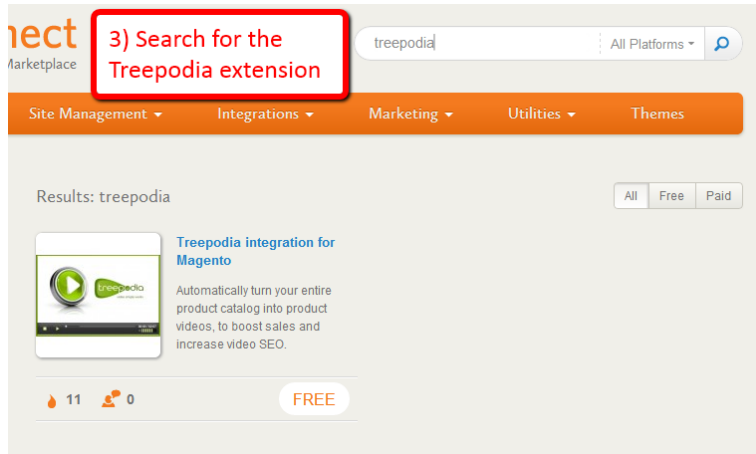 nect
Marketplace
3) Search for the
Treepodia extension
treepodia
All Platforms
Site Management
Integrations
Marketing
Utilities
Themes
Results: treepodia
All
Free
Paid
treepodia
Treepodia integration for
Magento
Automatically turn your entire
product catalog into product
videos, to boost sales and
increase video SEO.
11
0
FREE